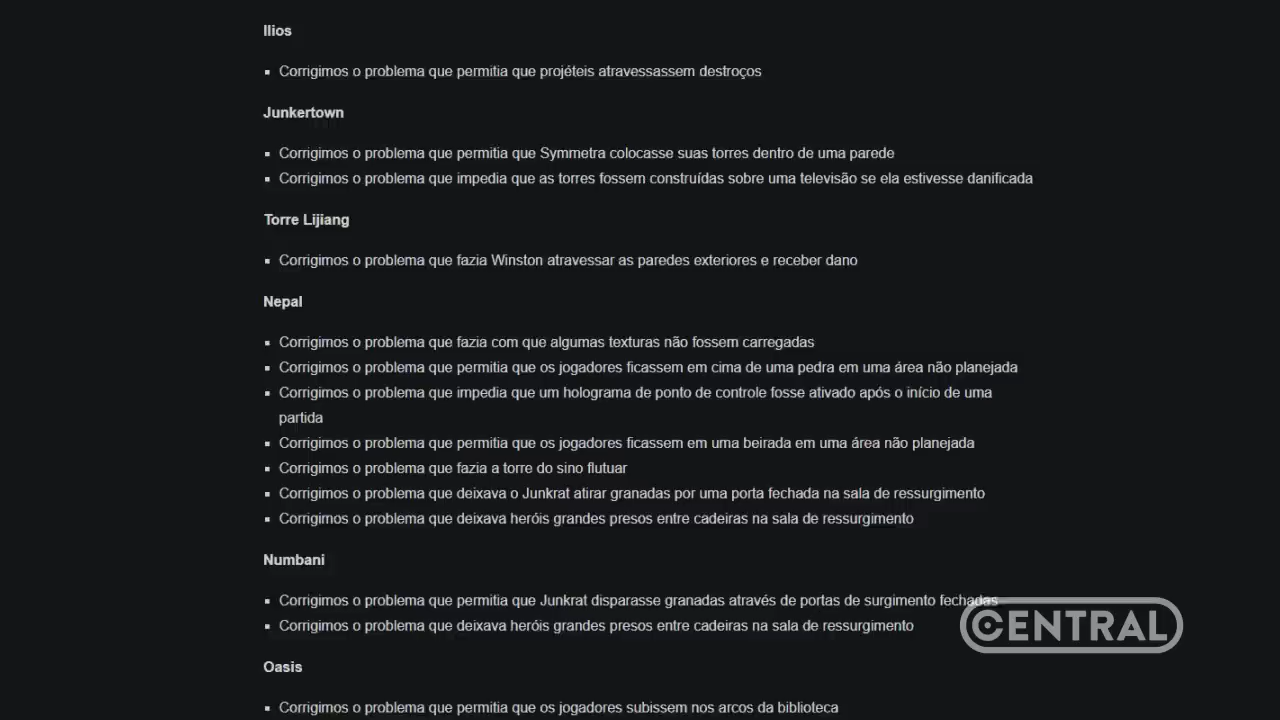 Ilios
Corrigimos o problema que permitia que projéteis atravessassem destroços
Junkertown
Corrigimos o problema que permitia que Symmetra colocasse suas torres dentro de uma parede
Corrigimos o problema que impedia que as torres fossem construídas sobre uma televisão se ela estivesse danificada
Torre Lijiang
Corrigimos o problema que fazia Winston atravessar as paredes exteriores e receber dano
Nepal
Corrigimos o problema que fazia com que algumas texturas não fossem carregadas
Corrigimos o problema que permitia que os jogadores ficassem em cima de uma pedra em uma área não planejada
Corrigimos o problema que impedia que um holograma de ponto de controle fosse ativado após o início de uma
partida
Corrigimos o problema que permitia que os jogadores ficassem em uma beirada em uma área não planejada
Corrigimos o problema que fazia a torre do sino flutuar
Corrigimos o problema que deixava o Junkrat atirar granadas por uma porta fechada na sala de ressurgimento
Corrigimos o problema que deixava heróis grandes presos entre cadeiras na sala de ressurgimento
Numbani
Corrigimos o problema que permitia que Junkrat disparasse granadas através de portas de surgimento fechadas
Corrigimos o problema que deixava heróis grandes presos entre cadeiras na sala de ressurgimento
CENTRAL
Oasis
Corrigimos o problema que permitia que os jogadores subissem nos arcos da biblioteca